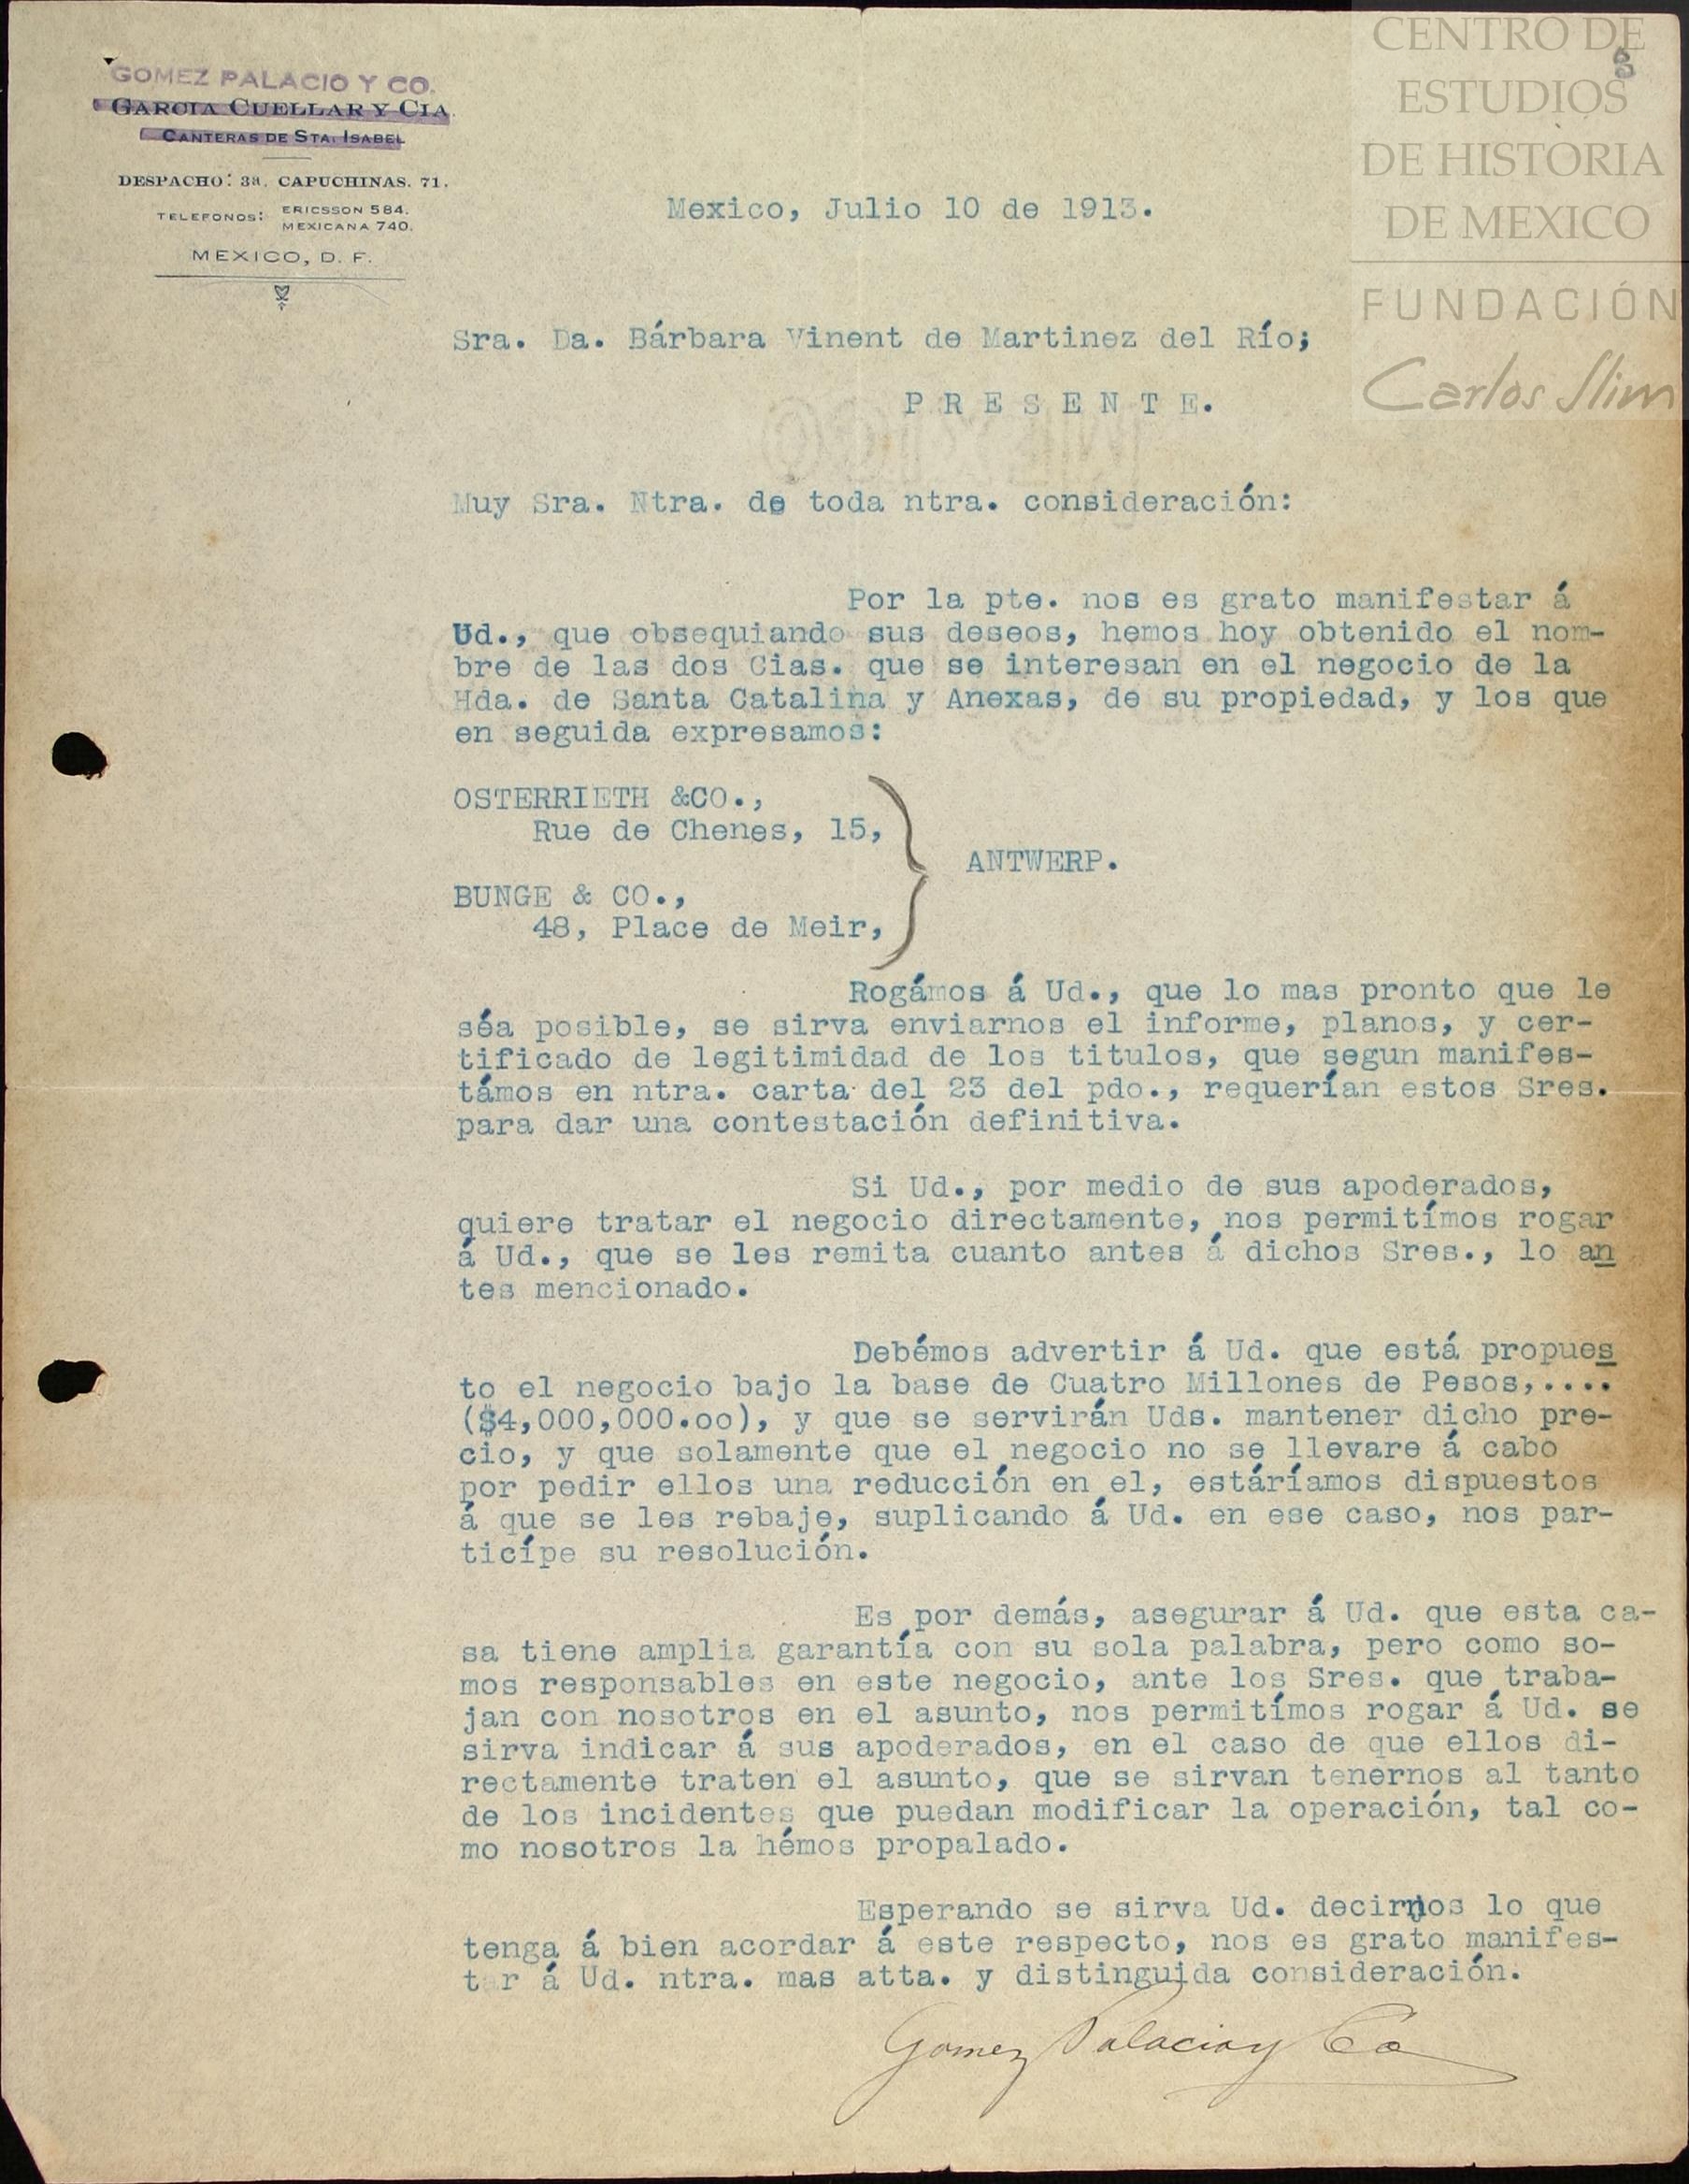 GOMEZ PALACIO Y CO.
GARCIA CUELLAR Y CIA.
CANTERAS DE STA. ISABEL
DESPACHO: 3a. CAPUCHINAS. 71.
TELEFONOS: ERICSSON 584.
MEXICANA 740.
MEXICO, D. F.
CENTRO DE
ESTUDIOS
DE HISTORIA
DE MEXICO
FUNDACIÓN
Carlos Slim
Mexico, Julio 10 de 1913.
Sra. Da. Bárbara Vinent de Martinez del Río;
P R E S E N T E.
Muy Sra. Ntra. de toda ntra. consideración:
Por la pte. nos es grato manifestar á
Ud., que obsequiando sus deseos, hemos hoy obtenido el nom-
bre de las dos Cias. que se interesan en el negocio de la
Hda. de Santa Catalina y Anexas, de su propiedad, y los que
en seguida expresamos:
OSTERRIETH &CO.,
Rue de Chenes, 15,
ANTWERP.
BUNGE & CO.,
48, Place de Meir,
Rogámos á Ud., que lo mas pronto que le
séa posible, se sirva enviarnos el informe, planos, y cer-
tificado de legitimidad de los titulos, que segun manifes-
támos en ntra. carta del 23 del pdo., requerían estos Sres.
para dar una contestación definitiva.
Si Ud., por medio de sus apoderados,
quiere tratar el negocio directamente, nos permitímos rogar
á Ud., que se les remita cuanto antes á dichos Sres., lo an
tes mencionado.
Debémos advertir á Ud. que está propues
to el negocio bajo la base de Cuatro Millones de Pesos,....
($4,000,000.oo), y que se servirán Uds. mantener dicho pre-
cio, y que solamente que el negocio no se llevare á cabo
por pedir ellos una reducción en el, estáríamos dispuestos
á que se les rebaje, suplicando á Ud. en ese caso, nos par-
ticípe su resolución.
Es por demás, asegurar á Ud. que esta ca-
sa tiene amplia garantía con su sola palabra, pero como so-
mos responsables en este negocio, ante los Sres. que traba-
jan con nosotros en el asunto, nos permitímos rogar á Ud. se
sirva indicar á sus apoderados, en el caso de que ellos di-
rectamente traten el asunto, que se sirvan tenernos al tanto
de los incidentes que puedan modificar la operación, tal co-
mo nosotros la hémos propalado.
Esperando se sirva Ud. decirnos lo que
tenga á bien acordar á este respecto, nos es grato manifes-
tar á Ud. ntra. mas atta. y distinguida consideración.
Gomez Palacio y Co